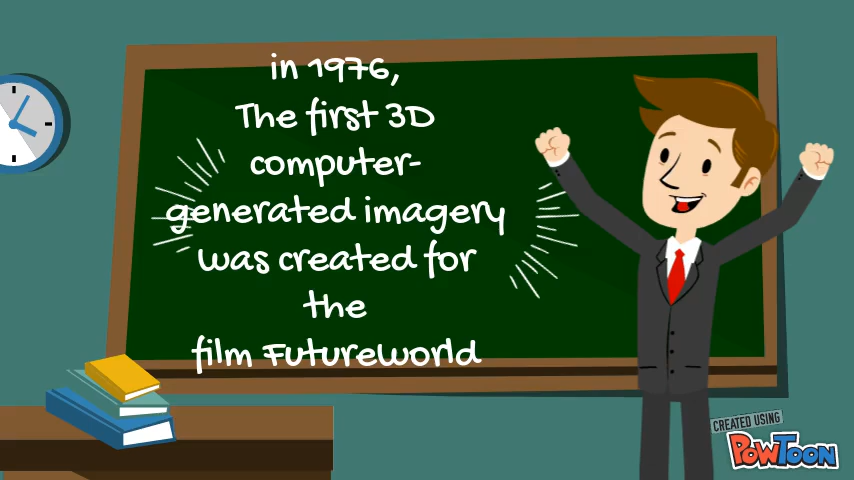 in 1976,
The first 3D
computer-
generated imagery
was created for
the
film Futureworld
CREATED USING
POWTOON